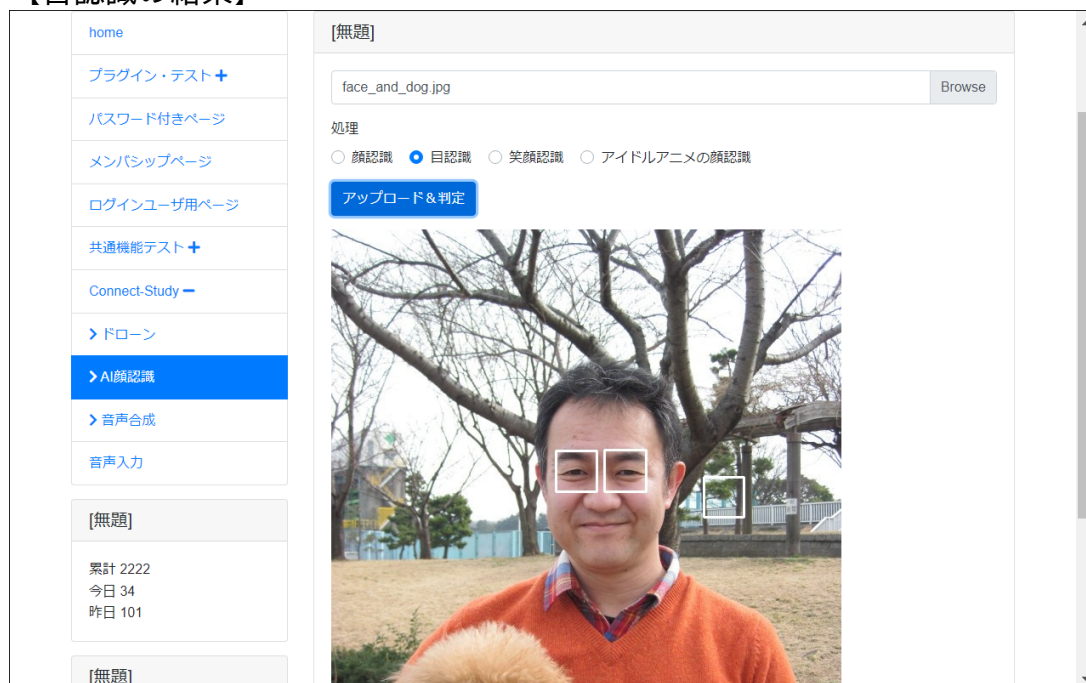 home
プラグイン・テスト
パスワード付きページ
メンバシップページ
ログインユーザ用ページ
共通機能テスト
Connect-Study
ドローン
AI顔認識
音声合成
音声入力
[無題]
累計 2222
今日 34
昨日 101
[無題]
[無題]
face_and_dog.jpg Browse
処理
顔認識 目認識 笑顔認識 アイドルアニメの顔認識
アップロード＆判定